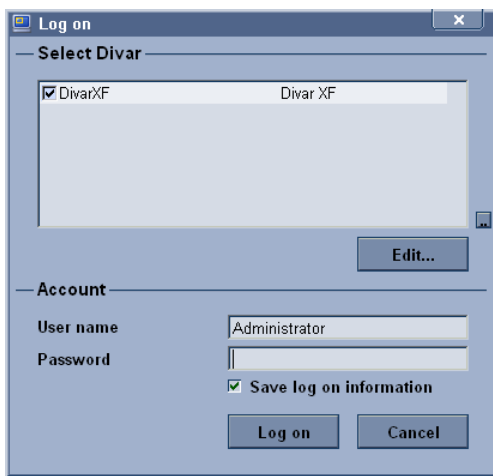 Log on
Select Divar
DivarXF Divar XF
..
Edit...
Account
User name Administrator
Password
Save log on information
Log on Cancel